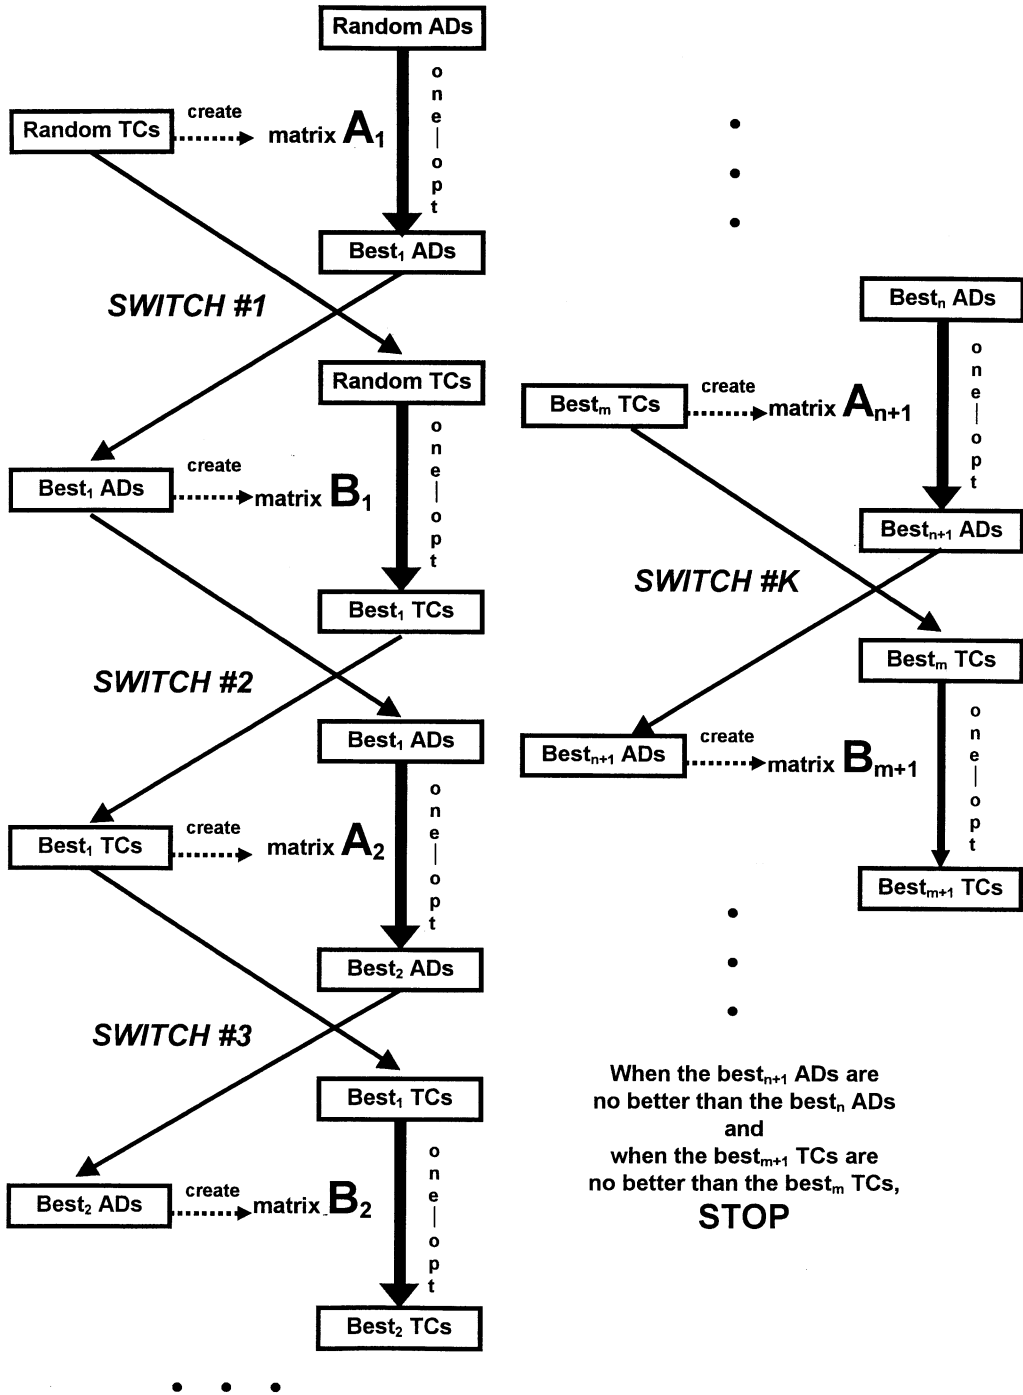 Random ADs
one|opt
create
Random TCs
matrix A₁
Best₁ ADs
SWITCH #1
Random TCs
one|opt
create
Best₁ ADs
matrix B₁
Best₁ TCs
SWITCH #2
Best₁ ADs
one|opt
create
Best₁ TCs
matrix A₂
Best₂ ADs
SWITCH #3
Best₁ TCs
one|opt
create
Best₂ ADs
matrix B₂
Best₂ TCs
Bestₙ ADs
one|opt
create
Bestₘ TCs
matrix Aₙ₊₁
Bestₙ₊₁ ADs
SWITCH #K
Bestₘ TCs
one|opt
create
Bestₙ₊₁ ADs
matrix Bₘ₊₁
Bestₘ₊₁ TCs
When the bestₙ₊₁ ADs are
no better than the bestₙ ADs
and
when the bestₘ₊₁ TCs are
no better than the bestₘ TCs,
STOP